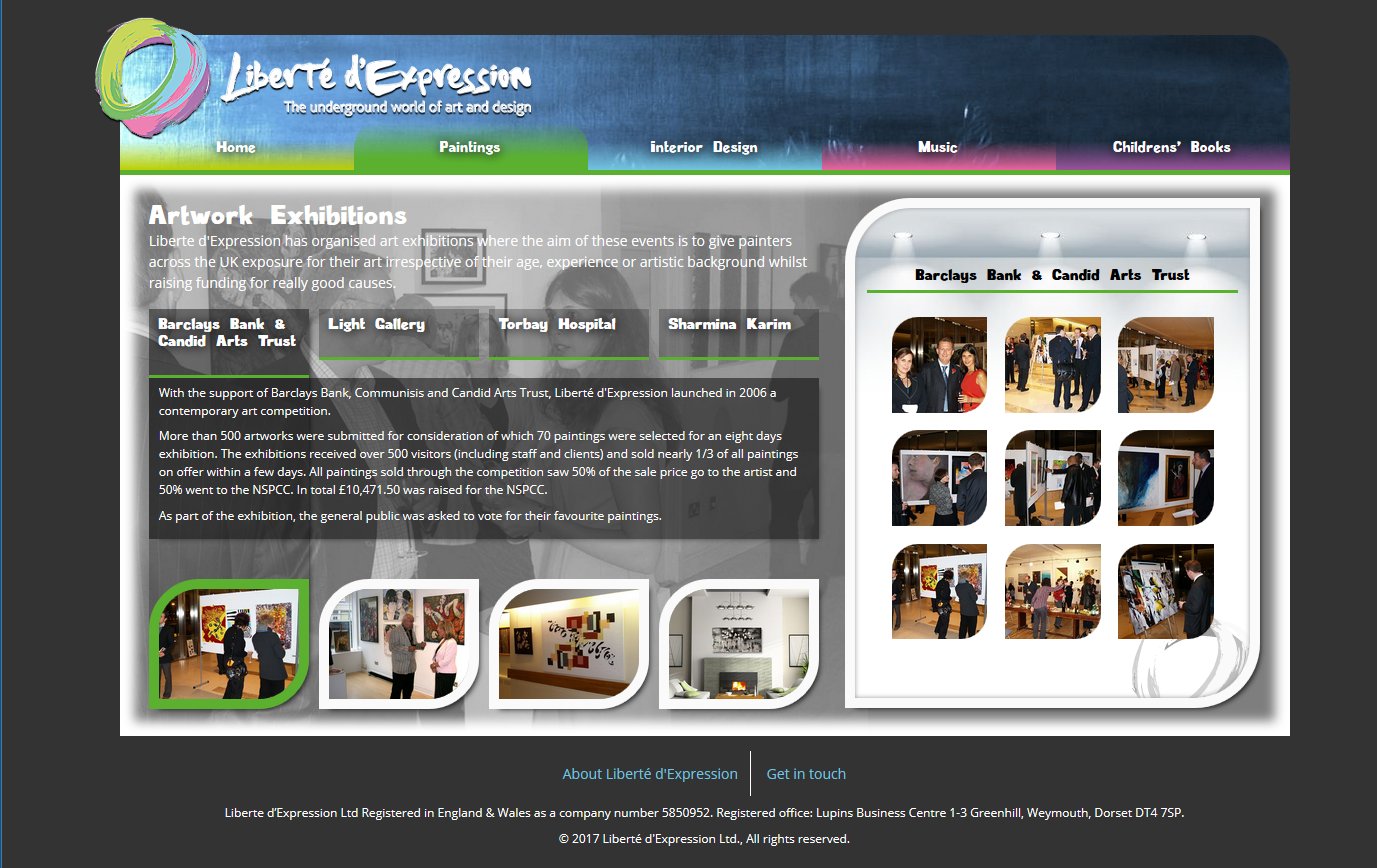 Liberté d'Expression
The underground world of art and design
Home
Paintings
Interior Design
Music
Childrens' Books
Artwork Exhibitions
Liberte d'Expression has organised art exhibitions where the aim of these events is to give painters
across the UK exposure for their art irrespective of their age, experience or artistic background whilst
raising funding for really good causes.
Barclays Bank &
Candid Arts Trust
Light Gallery
Torbay Hospital
Sharmina Karim
With the support of Barclays Bank, Communisis and Candid Arts Trust, Liberté d'Expression launched in 2006 a
contemporary art competition.
More than 500 artworks were submitted for consideration of which 70 paintings were selected for an eight days
exhibition. The exhibitions received over 500 visitors (including staff and clients) and sold nearly 1/3 of all paintings
on offer within a few days. All paintings sold through the competition saw 50% of the sale price go to the artist and
50% went to the NSPCC. In total £10,471.50 was raised for the NSPCC.
As part of the exhibition, the general public was asked to vote for their favourite paintings.
Barclays Bank & Candid Arts Trust
About Liberté d'Expression
Get in touch
Liberte d'Expression Ltd Registered in England & Wales as a company number 5850952. Registered office: Lupins Business Centre 1-3 Greenhill, Weymouth, Dorset DT4 7SP.
© 2017 Liberté d'Expression Ltd., All rights reserved.